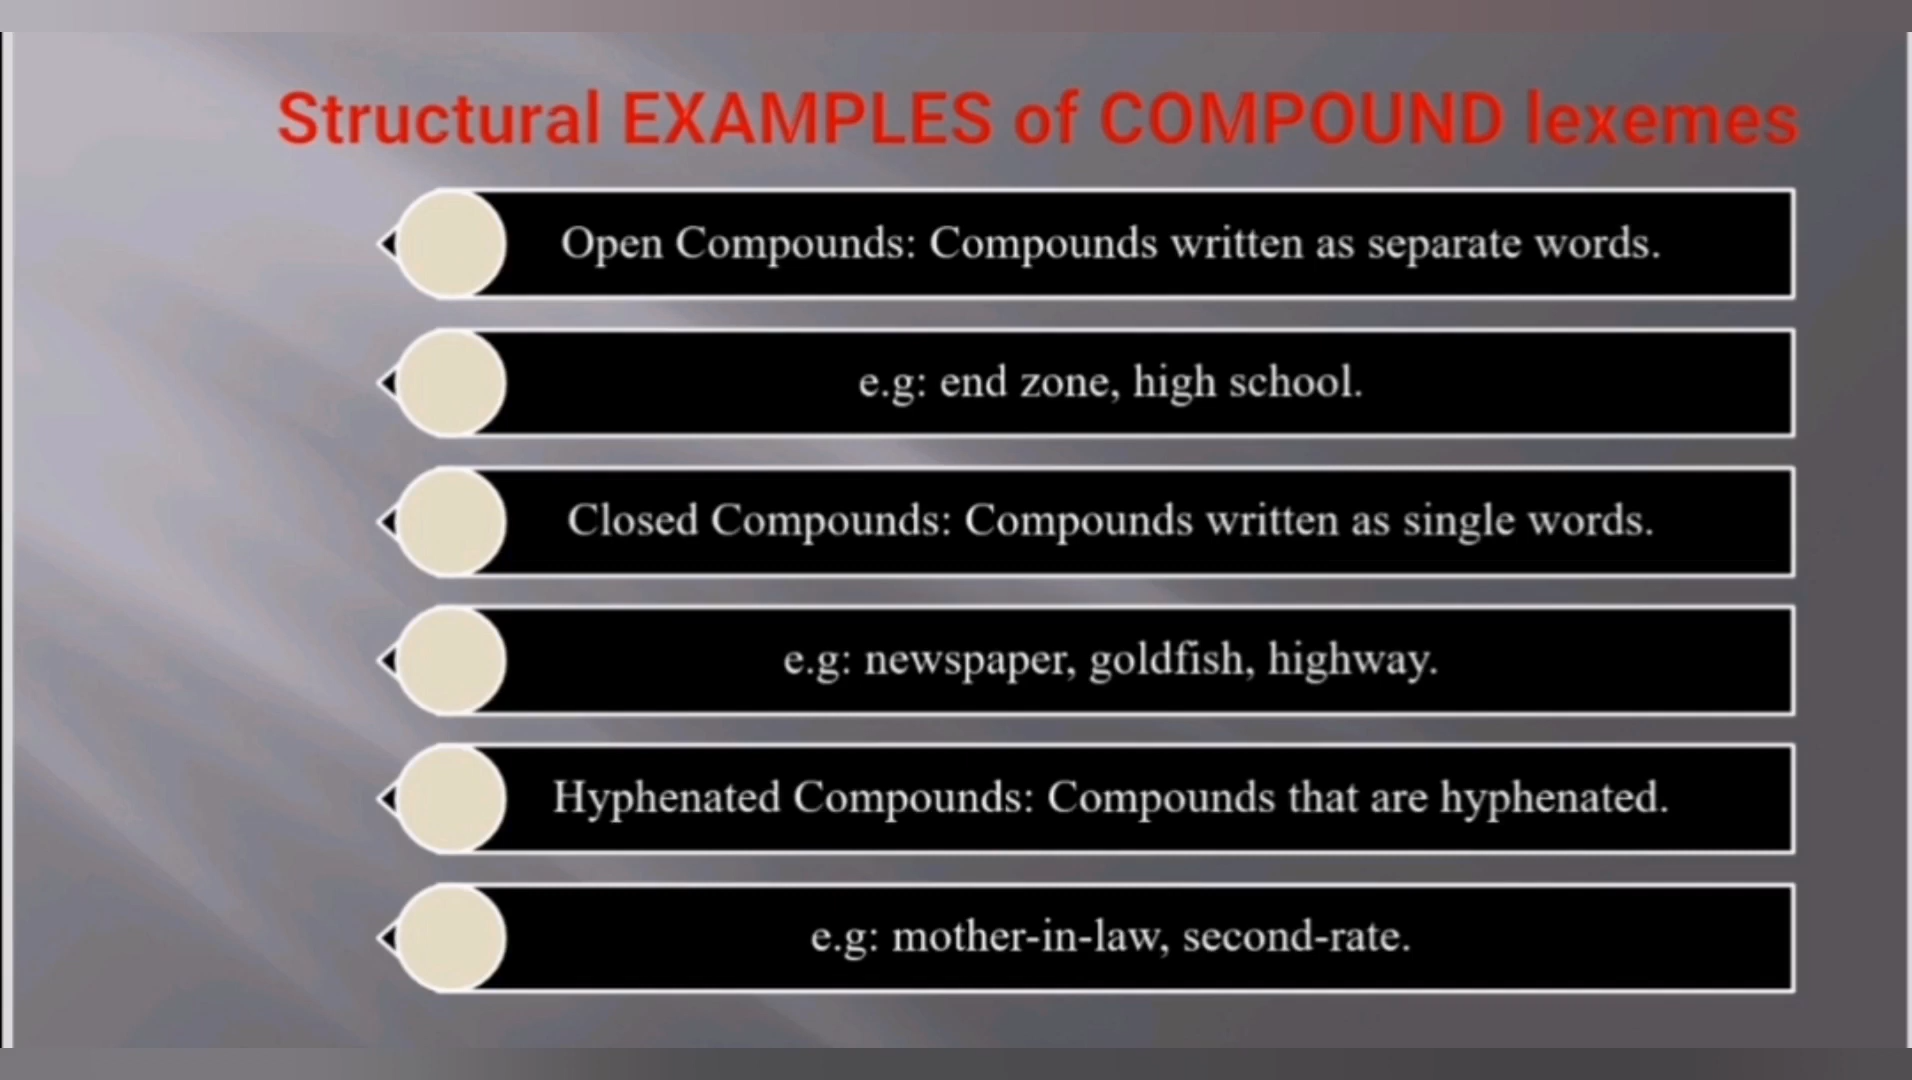 Structural EXAMPLES of COMPOUND lexemes
Open Compounds: Compounds written as separate words.
e.g: end zone, high school.
Closed Compounds: Compounds written as single words.
e.g: newspaper, goldfish, highway.
Hyphenated Compounds: Compounds that are hyphenated.
e.g: mother-in-law, second-rate.